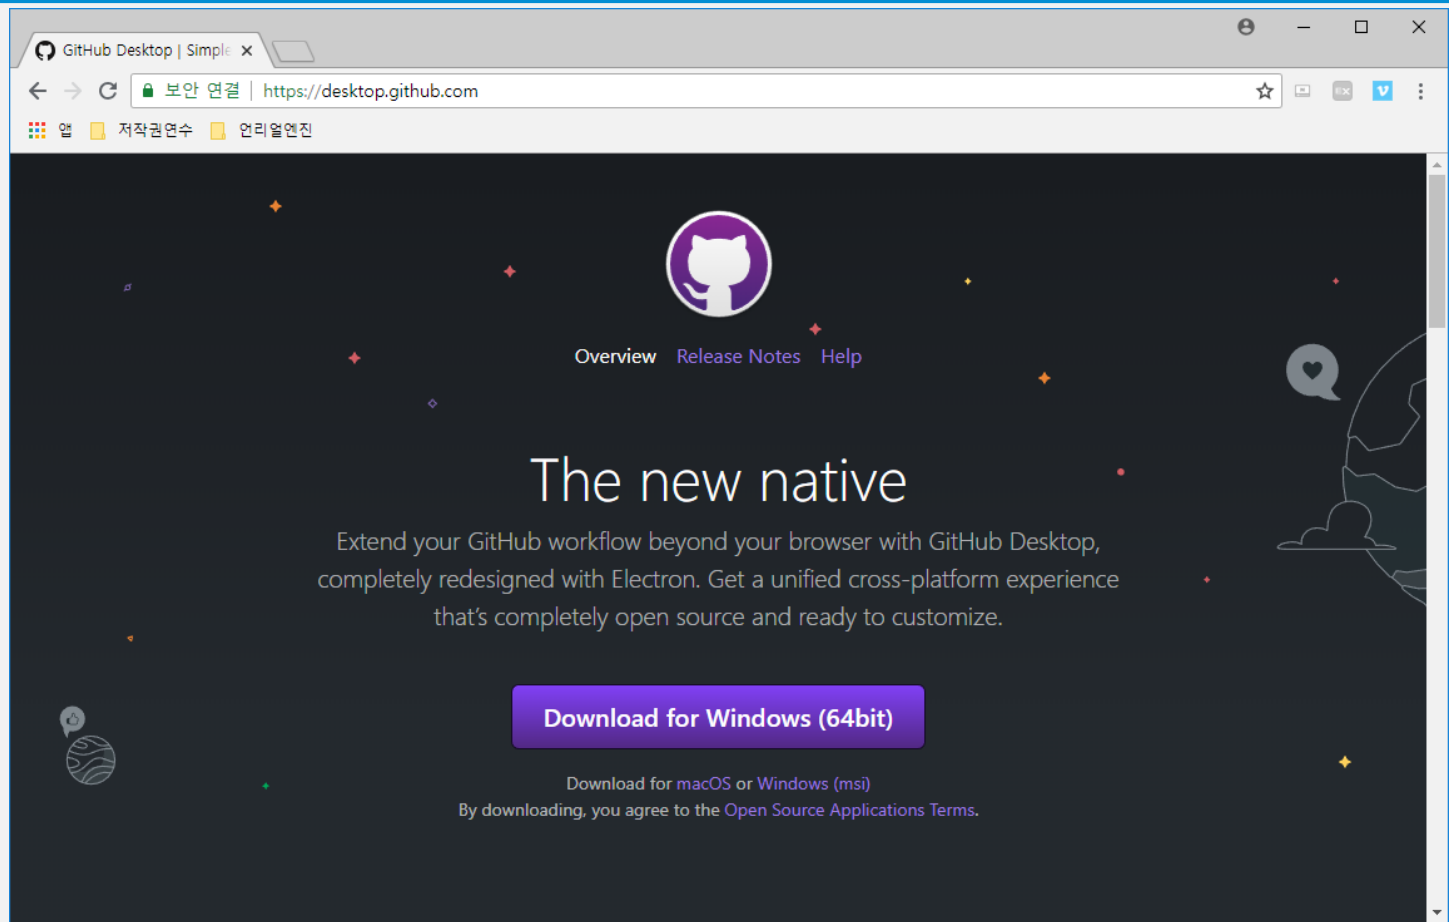 GitHub Desktop | Simple
보안 연결 | https://desktop.github.com
앱 저작권연수 언리얼엔진
Overview Release Notes Help
The new native
Extend your GitHub workflow beyond your browser with GitHub Desktop,
completely redesigned with Electron. Get a unified cross-platform experience
that's completely open source and ready to customize.
Download for Windows (64bit)
Download for macOS or Windows (msi)
By downloading, you agree to the Open Source Applications Terms.